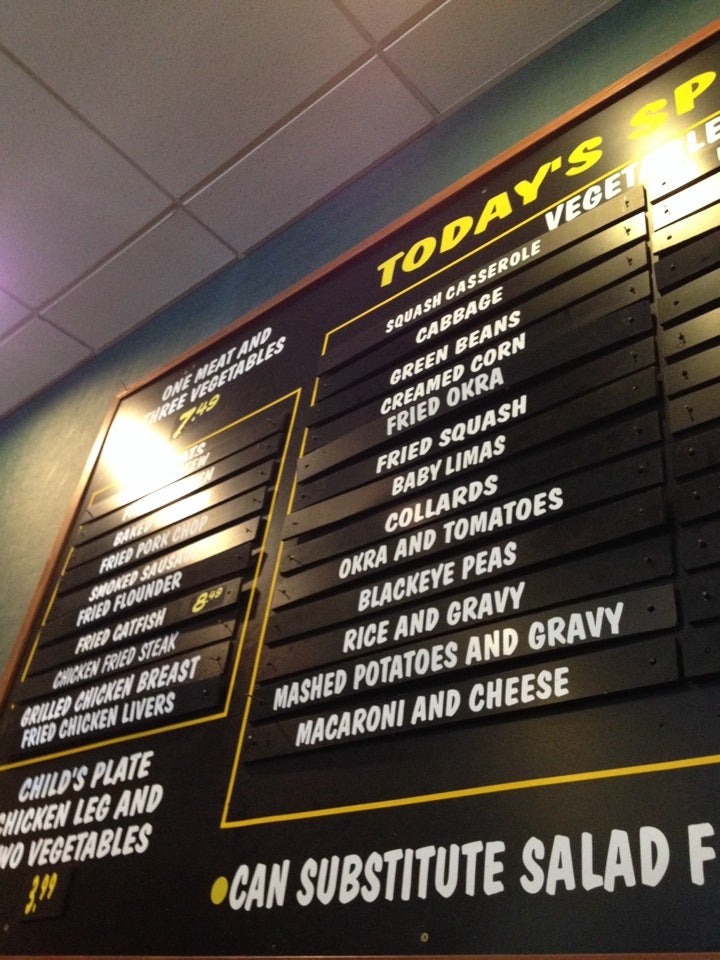 ONE MEAT AND
THREE VEGETABLES
7.49
BAKED
FRIED PORK CHOP
SMOKED
FRIED FLOUNDER
FRIED CATFISH 8.49
CHICKEN FRIED STEAK
GRILLED CHICKEN BREAST
FRIED CHICKEN LIVERS
CHILD'S PLATE
CHICKEN LEG AND
TWO VEGETABLES
3.99
TODAY'S SP
VEGETABLE
SQUASH CASSEROLE
CABBAGE
GREEN BEANS
CREAMED CORN
FRIED OKRA
FRIED SQUASH
BABY LIMAS
COLLARDS
OKRA AND TOMATOES
BLACKEYE PEAS
RICE AND GRAVY
MASHED POTATOES AND GRAVY
MACARONI AND CHEESE
CAN SUBSTITUTE SALAD F